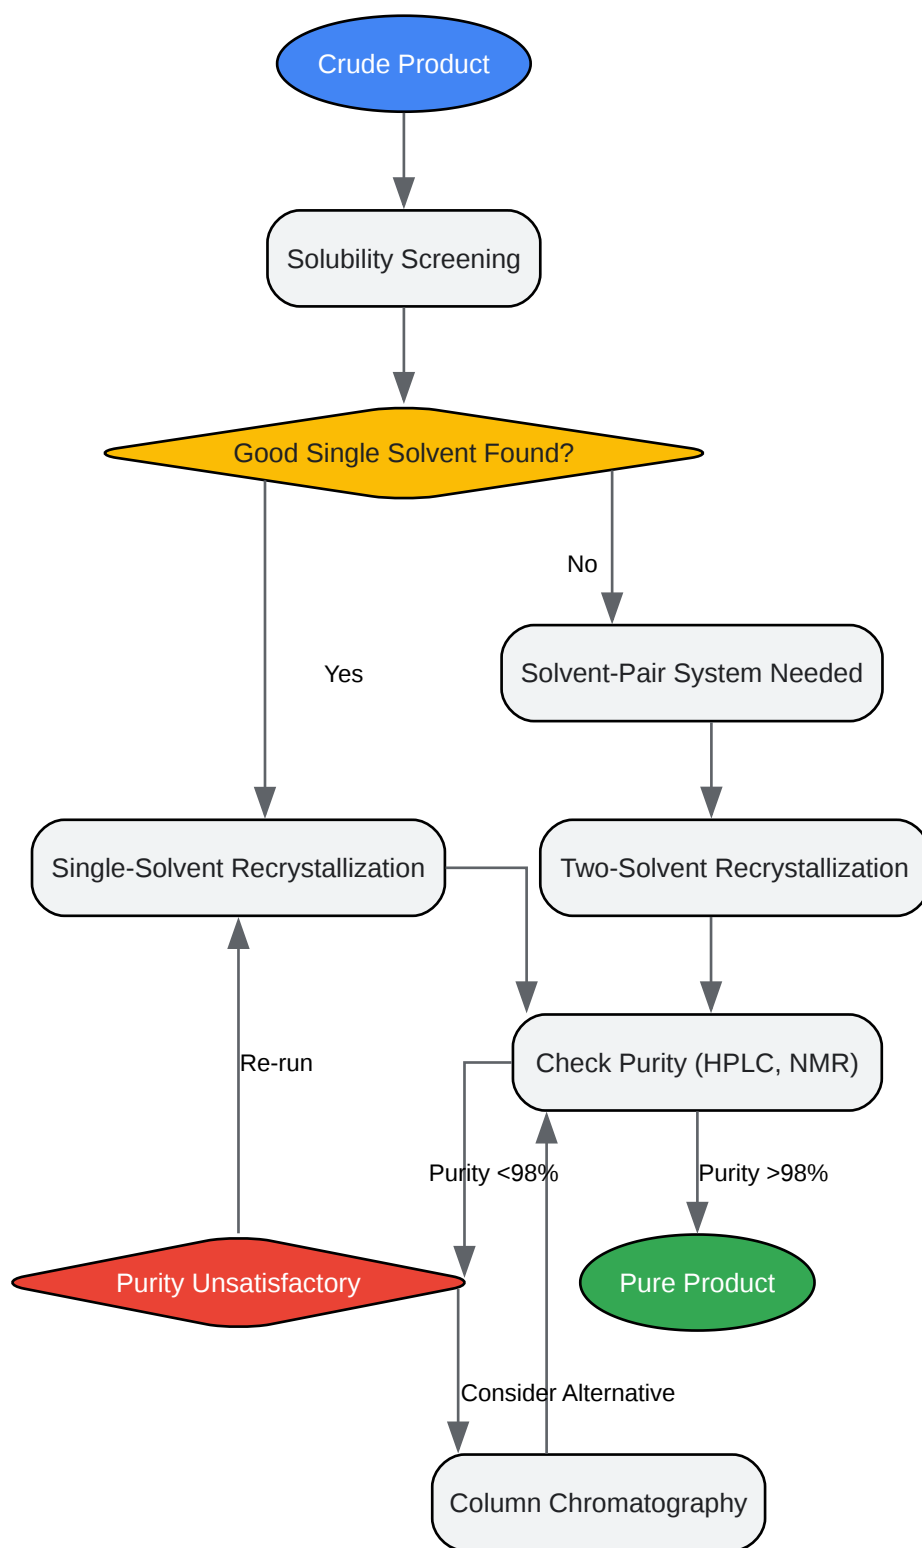 Crude Product
Solubility Screening
Good Single Solvent Found?
No
Yes
Solvent-Pair System Needed
Single-Solvent Recrystallization
Two-Solvent Recrystallization
Re-run
Check Purity (HPLC, NMR)
Purity <98%
Purity >98%
Purity Unsatisfactory
Pure Product
Consider Alternative
Column Chromatography